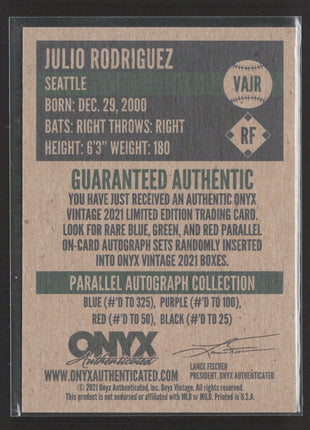 JULIO RODRIGUEZ
SEATTLE
VAJR
BORN: DEC. 29, 2000
BATS: RIGHT THROWS: RIGHT
RF
HEIGHT: 6'3" WEIGHT: 180
GUARANTEED AUTHENTIC
YOU HAVE JUST RECEIVED AN AUTHENTIC ONYX
VINTAGE 2021 LIMITED EDITION TRADING CARD.
LOOK FOR RARE BLUE, GREEN, AND RED PARALLEL
ON-CARD AUTOGRAPH SETS RANDOMLY INSERTED
INTO ONYX VINTAGE 2021 BOXES.
PARALLEL AUTOGRAPH COLLECTION
BLUE (#'D TO 325), PURPLE (#'D TO 100),
RED (#'D TO 50), BLACK (#'D TO 25)
ONYX
Authenticated
WWW.ONYXAUTHENTICATED.COM
LANCE FISCHER
PRESIDENT, ONYX AUTHENTICATED
© 2021 Onyx Authenticated, Inc. Onyx Vintage. All rights reserved.
This product is not endorsed or affiliated with MLB or MiLB. Printed in U.S.A.